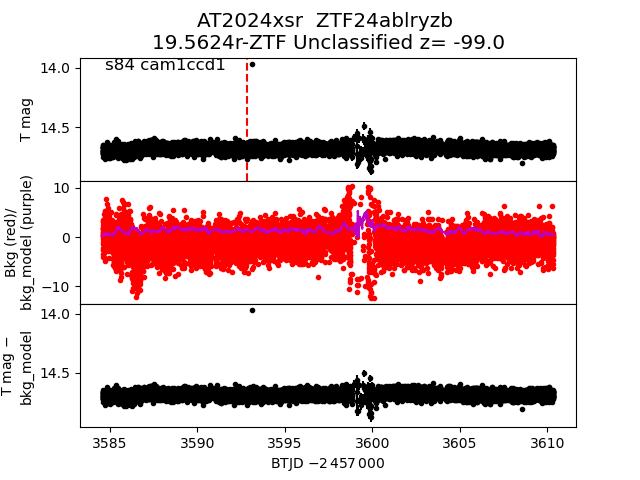 AT2024xsr  ZTF24ablryzb
19.5624r-ZTF Unclassified z= -99.0
s84 cam1ccd1
14.0
14.5
T mag
10
0
−10
Bkg (red)/
bkg_model (purple)
14.0
14.5
T mag −
bkg_model
3585 3590 3595 3600 3605 3610
BTJD −2 457 000